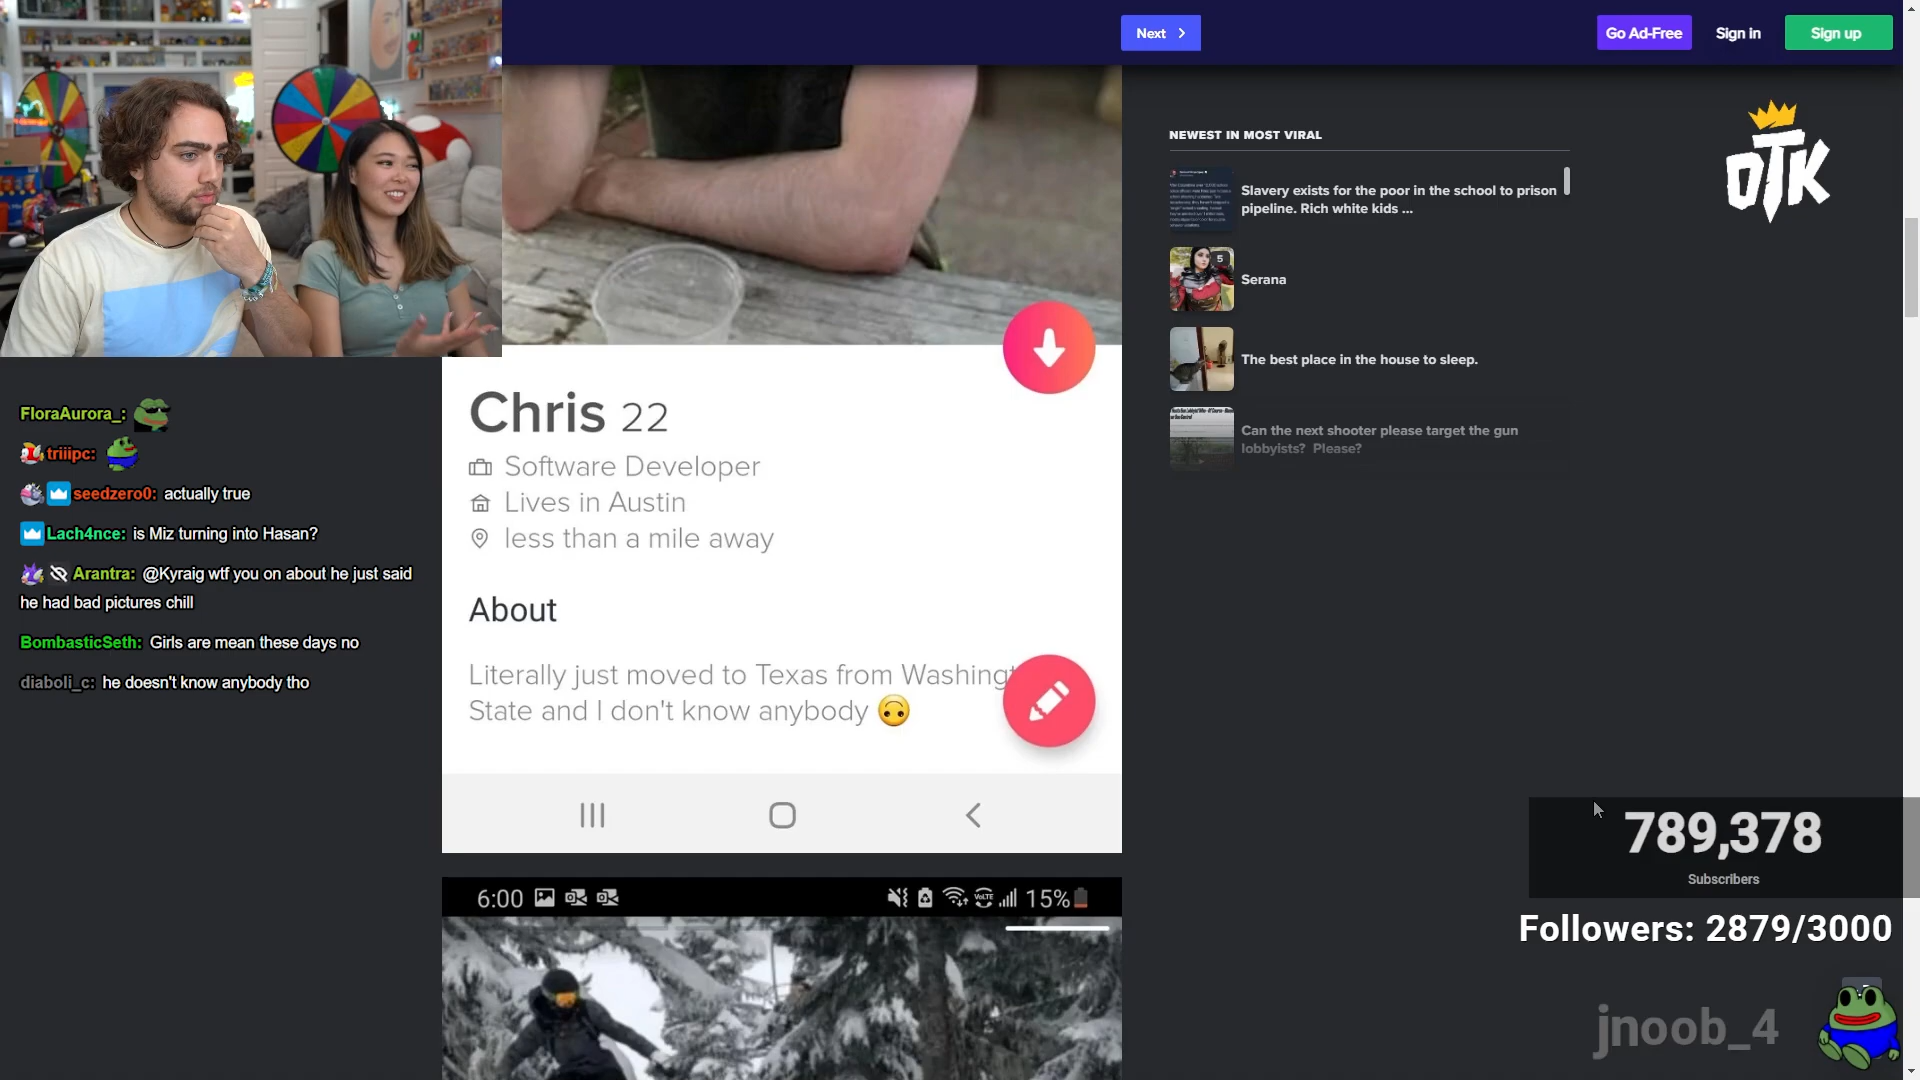 Next
Go Ad-Free
Sign in
Sign up
NEWEST IN MOST VIRAL
OTK
Slavery exists for the poor in the school to prison
pipeline. Rich white kids ...
5
Serana
The best place in the house to sleep.
Can the next shooter please target the gun
lobbyists? Please?
FloraAurora_:
triiipc:
seedzero0: actually true
Lach4nce: is Miz turning into Hasan?
Arantra: @Kyraig wtf you on about he just said
he had bad pictures chill
BombasticSeth: Girls are mean these days no
diaboli_c: he doesn't know anybody tho
Chris 22
Software Developer
Lives in Austin
less than a mile away
About
Literally just moved to Texas from Washingt
State and I don't know anybody 🙃
6:00
VoLTE
15%
789,378
Subscribers
Followers: 2879/3000
jnoob_4